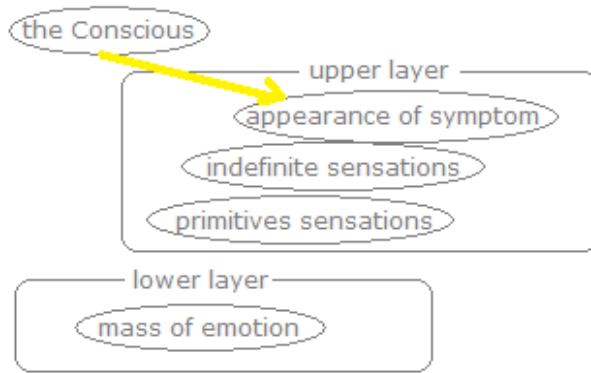 the Conscious
upper layer
appearance of symptom
indefinite sensations
primitives sensations
lower layer
mass of emotion